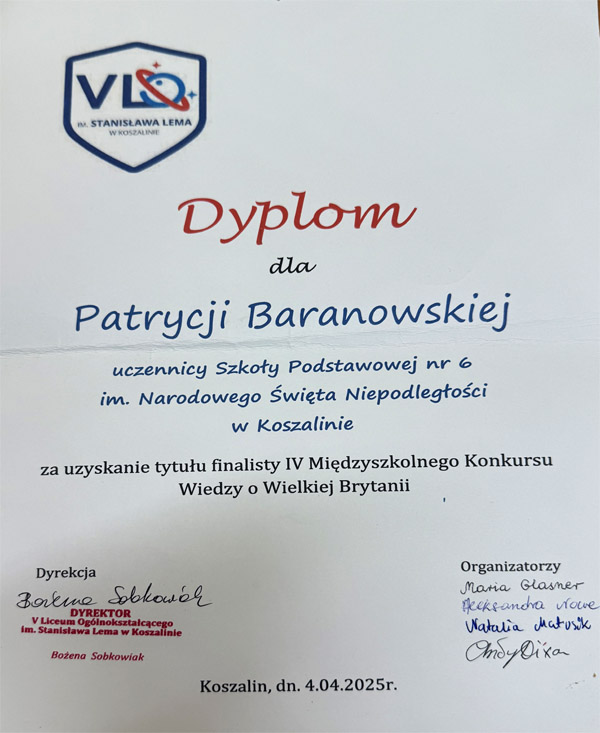 VLO
IM. STANISŁAWA LEMA
W KOSZALINIE
Dyplom
dla
Patrycji Baranowskiej
uczennicy Szkoły Podstawowej nr 6
im. Narodowego Święta Niepodległości
w Koszalinie
za uzyskanie tytułu finalisty IV Międzyszkolnego Konkursu
Wiedzy o Wielkiej Brytanii
Dyrekcja
Bożena Sobkowiak
DYREKTOR
V Liceum Ogólnokształcącego
im. Stanisława Lema w Koszalinie
Bożena Sobkowiak
Organizatorzy
Maria Glasner
Aleksandra
Natalia Matusik
Andy Dixon
Koszalin, dn. 4.04.2025r.